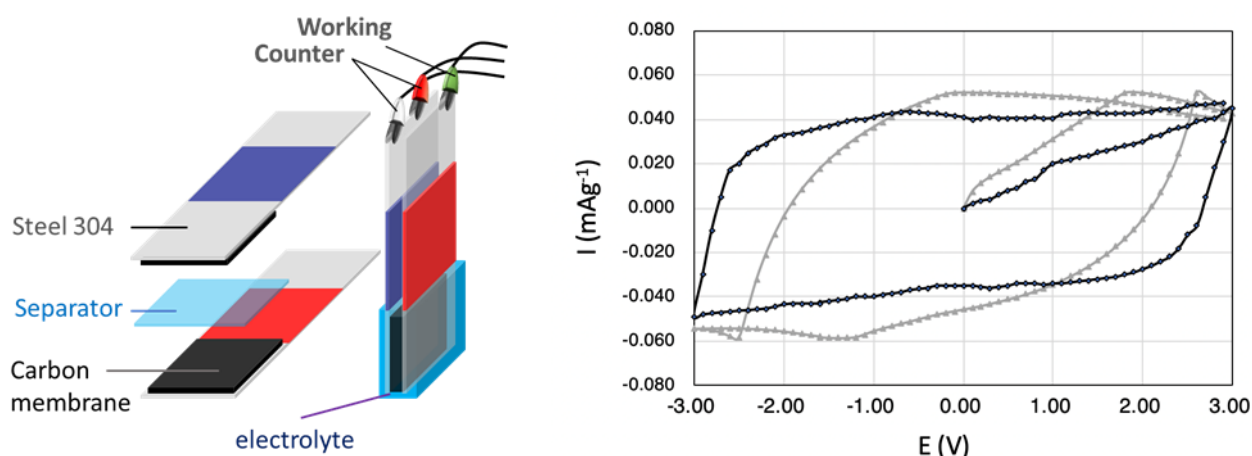 Working
Counter
Steel 304
Separator
Carbon
membrane
electrolyte
I (mAg-1)
0.080
0.060
0.040
0.020
0.000
-0.020
-0.040
-0.060
-0.080
-3.00 -2.00 -1.00 0.00 1.00 2.00 3.00
E (V)